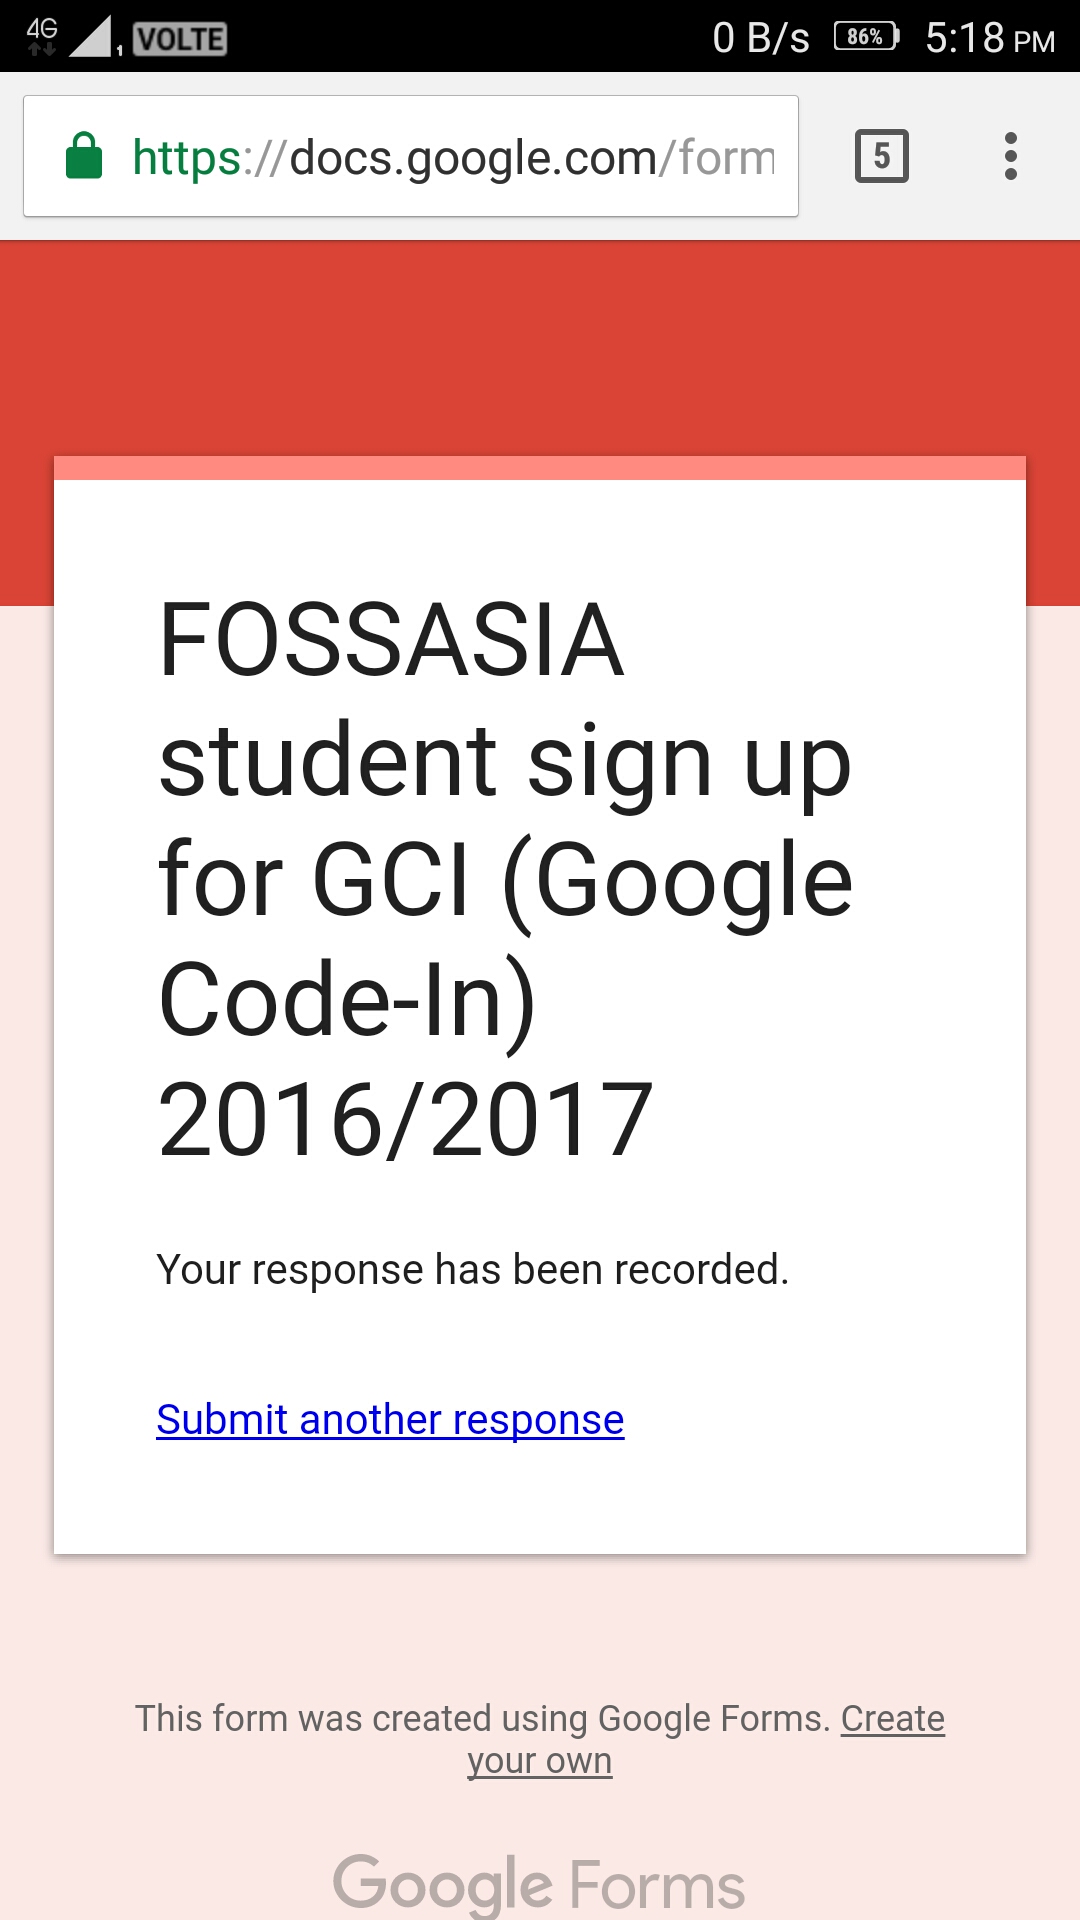 4G 1 VOLTE 0 B/s 86% 5:18 PM
https://docs.google.com/form 5
FOSSASIA
student sign up
for GCI (Google
Code-In)
2016/2017
Your response has been recorded.
Submit another response
This form was created using Google Forms. Create
your own
Google Forms